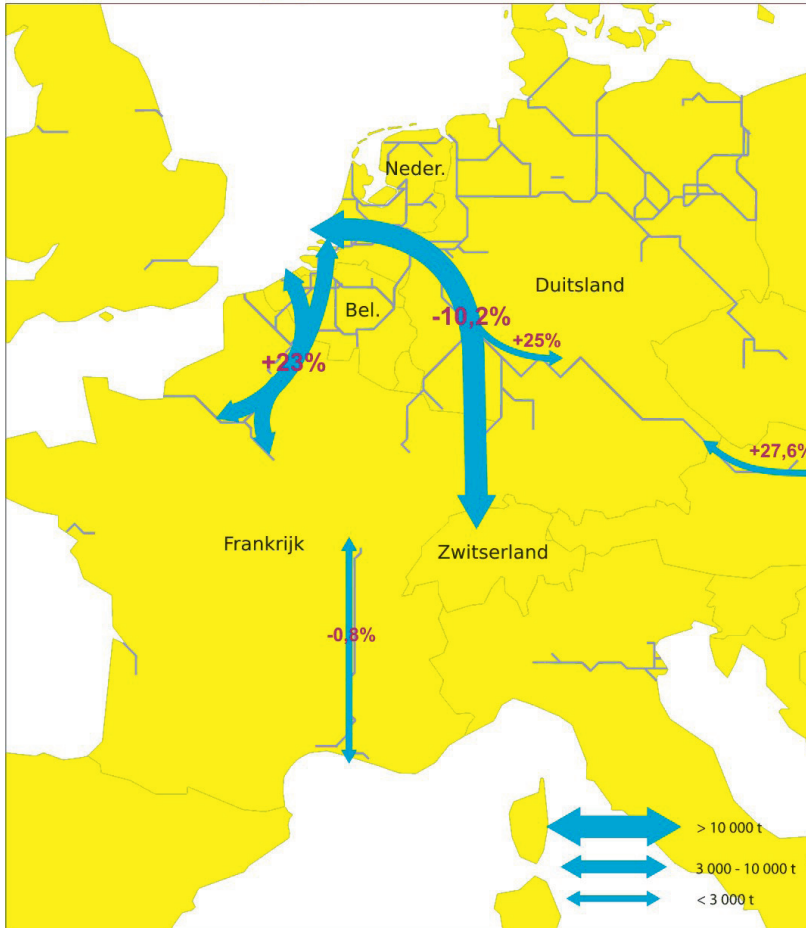 Neder.
Duitsland
Bel.
-10,2%
+25%
+23%
+27,6%
Frankrijk
Zwitserland
-0,8%
> 10 000 t
3 000 - 10 000 t
< 3 000 t